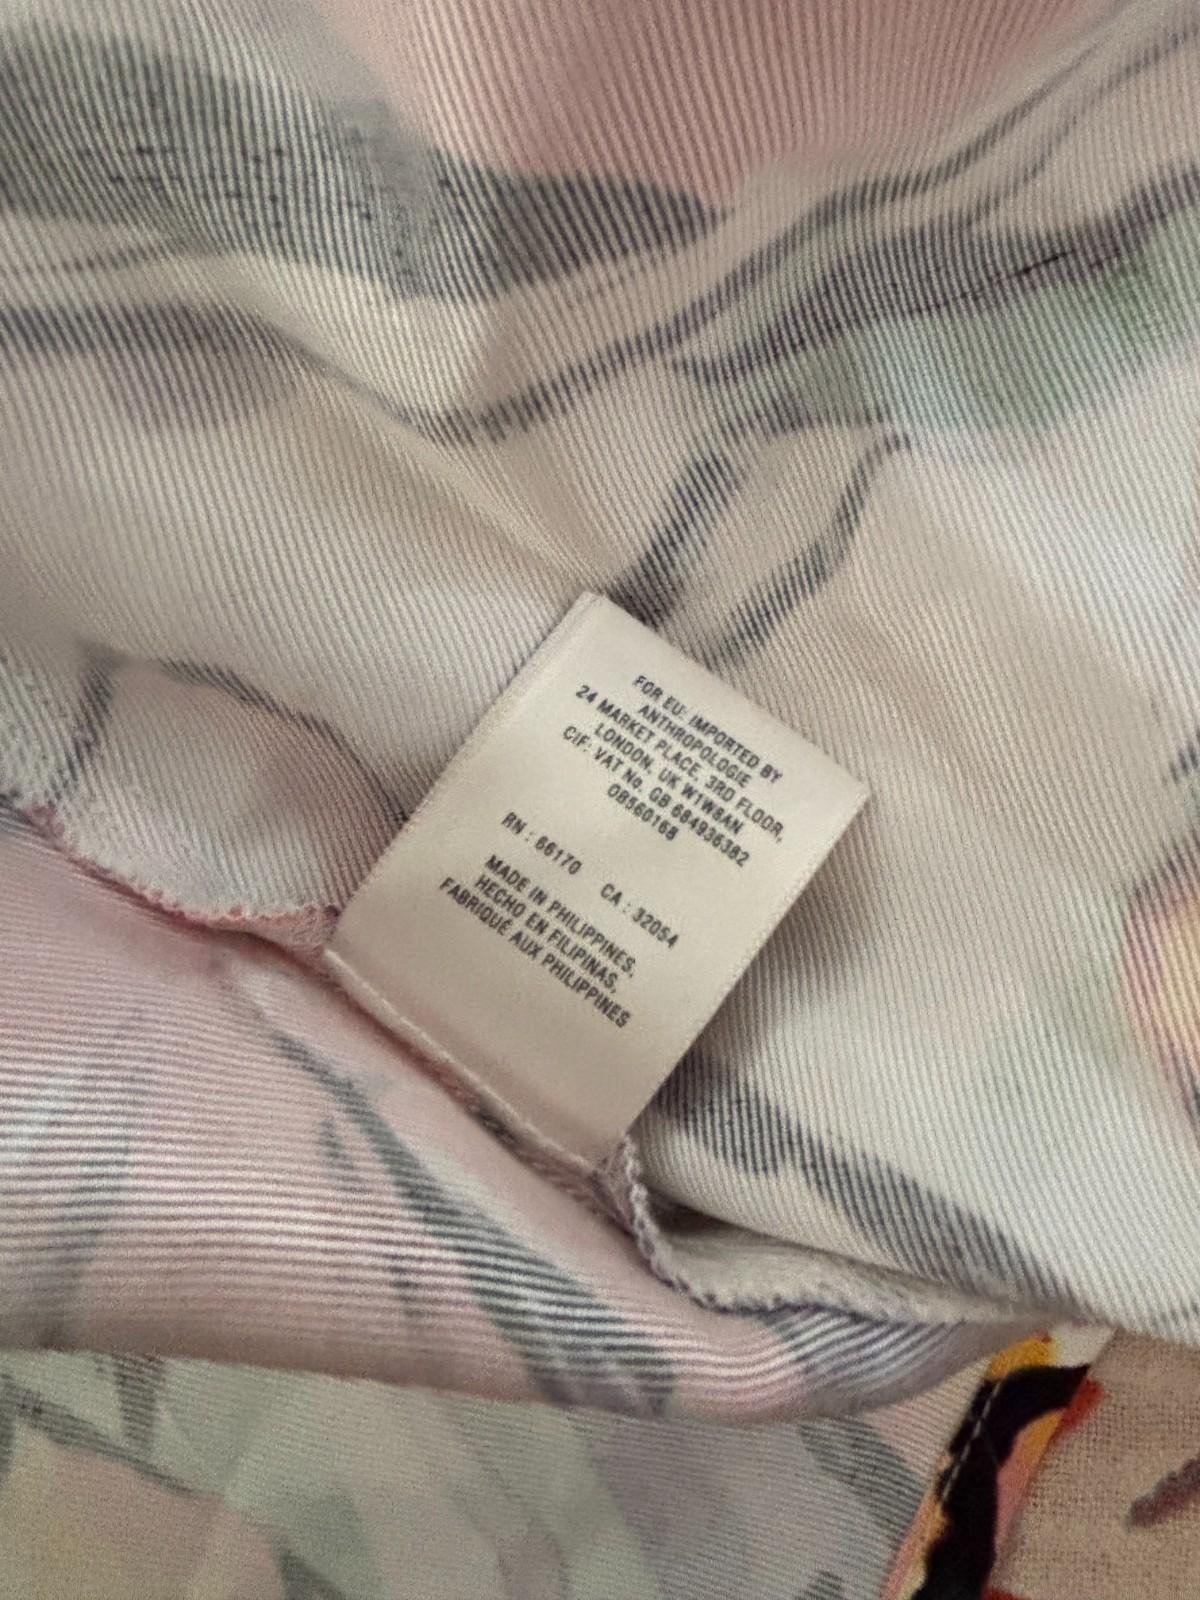 FOR EU: IMPORTED BY
ANTHROPOLOGIE
24 MARKET PLACE, 3RD FLOOR,
LONDON, UK W1W8AN
CIF: VAT No. GB 684936382
08560168
RN : 66170 CA : 32054
MADE IN PHILIPPINES,
HECHO EN FILIPINAS,
FABRIQUÉ AUX PHILIPPINES